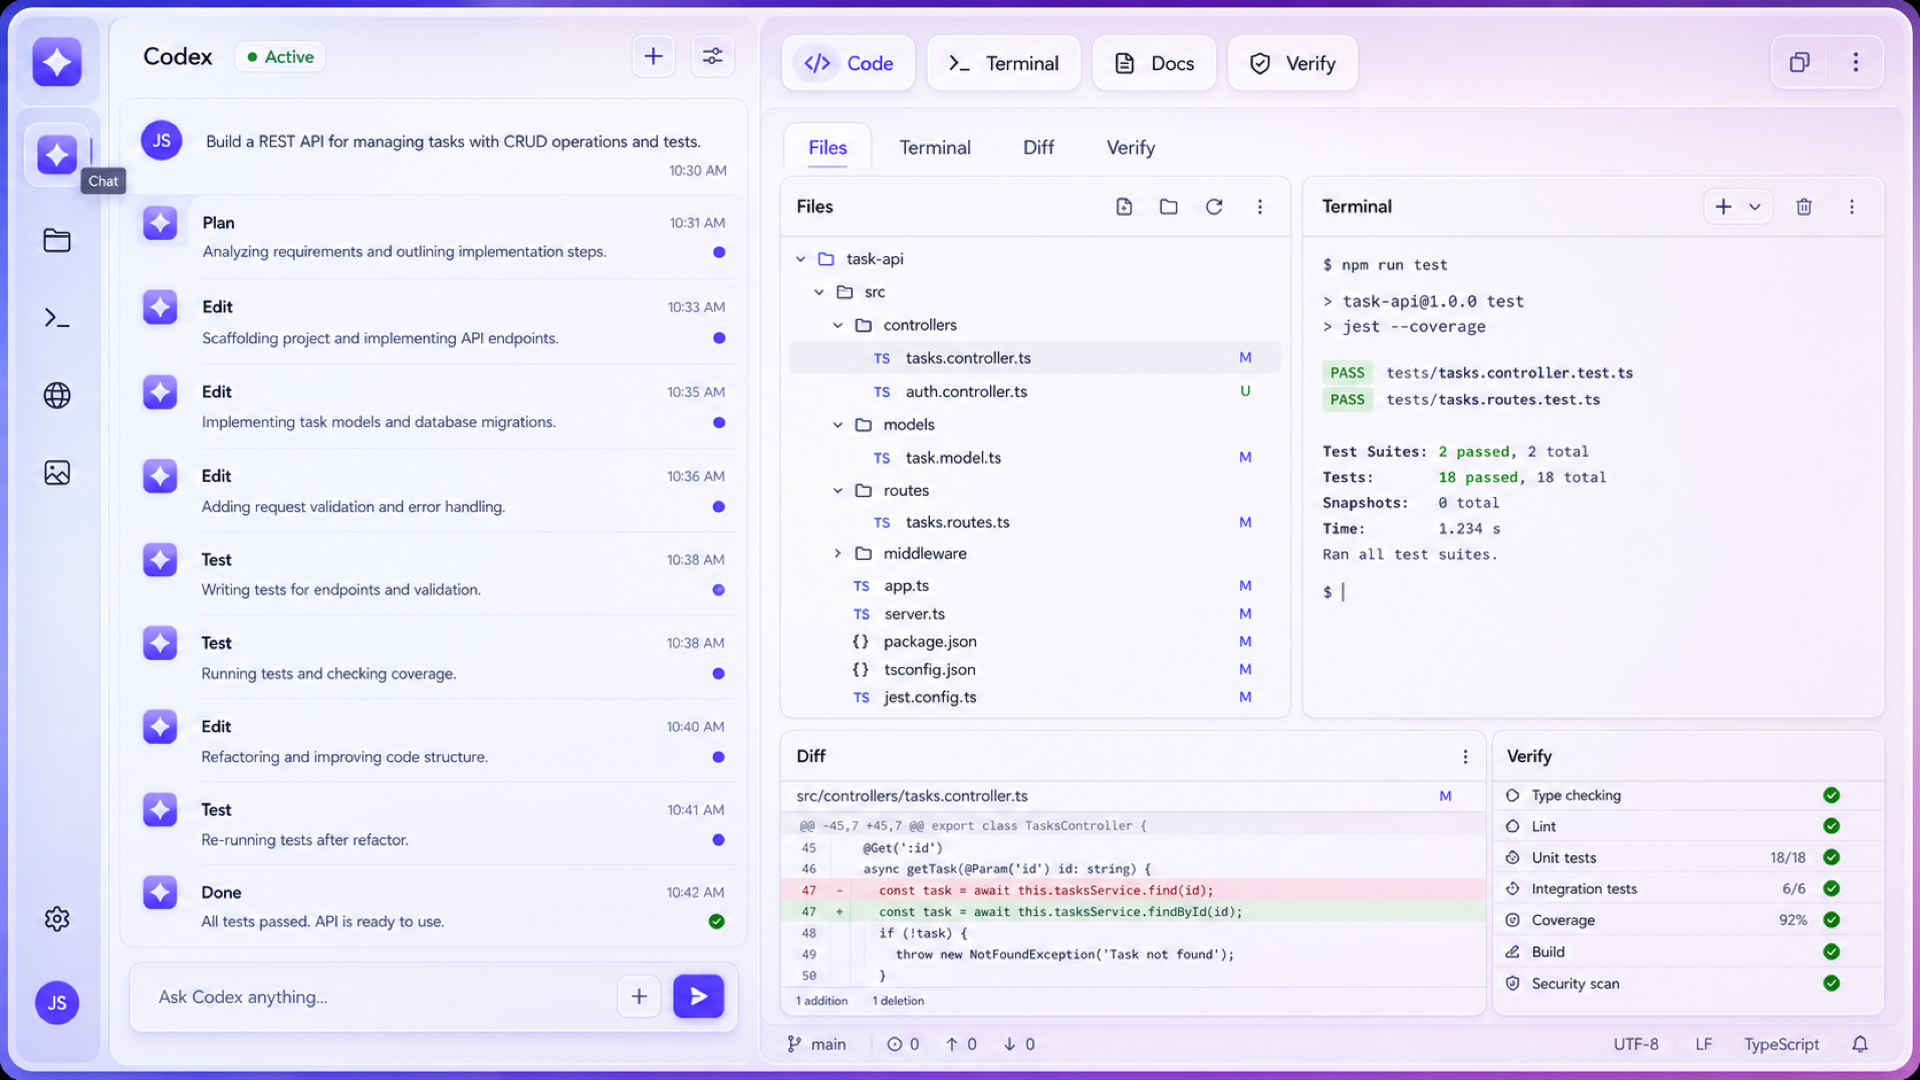 Codex
Active
Chat
JS
Build a REST API for managing tasks with CRUD operations and tests.
10:30 AM
Plan
10:31 AM
Analyzing requirements and outlining implementation steps.
Edit
10:33 AM
Scaffolding project and implementing API endpoints.
Edit
10:35 AM
Implementing task models and database migrations.
Edit
10:36 AM
Adding request validation and error handling.
Test
10:38 AM
Writing tests for endpoints and validation.
Test
10:38 AM
Running tests and checking coverage.
Edit
10:40 AM
Refactoring and improving code structure.
Test
10:41 AM
Re-running tests after refactor.
Done
10:42 AM
All tests passed. API is ready to use.
Ask Codex anything...
JS
</> Code
>_ Terminal
Docs
Verify
Files
Terminal
Diff
Verify
Files
task-api
src
controllers
TS tasks.controller.ts M
TS auth.controller.ts U
models
TS task.model.ts M
routes
TS tasks.routes.ts M
middleware
TS app.ts M
TS server.ts M
{} package.json M
{} tsconfig.json M
TS jest.config.ts M
Terminal
$ npm run test
> task-api@1.0.0 test
> jest --coverage
PASS tests/tasks.controller.test.ts
PASS tests/tasks.routes.test.ts
Test Suites: 2 passed, 2 total
Tests: 18 passed, 18 total
Snapshots: 0 total
Time: 1.234 s
Ran all test suites.
$
Diff
src/controllers/tasks.controller.ts M
@@ -45,7 +45,7 @@ export class TasksController {
45 @Get(':id')
46 async getTask(@Param('id') id: string) {
47 - const task = await this.tasksService.find(id);
47 + const task = await this.tasksService.findById(id);
48 if (!task) {
49 throw new NotFoundException('Task not found');
50 }
1 addition 1 deletion
Verify
Type checking
Lint
Unit tests 18/18
Integration tests 6/6
Coverage 92%
Build
Security scan
main 0 ↑ 0 ↓ 0
UTF-8 LF TypeScript